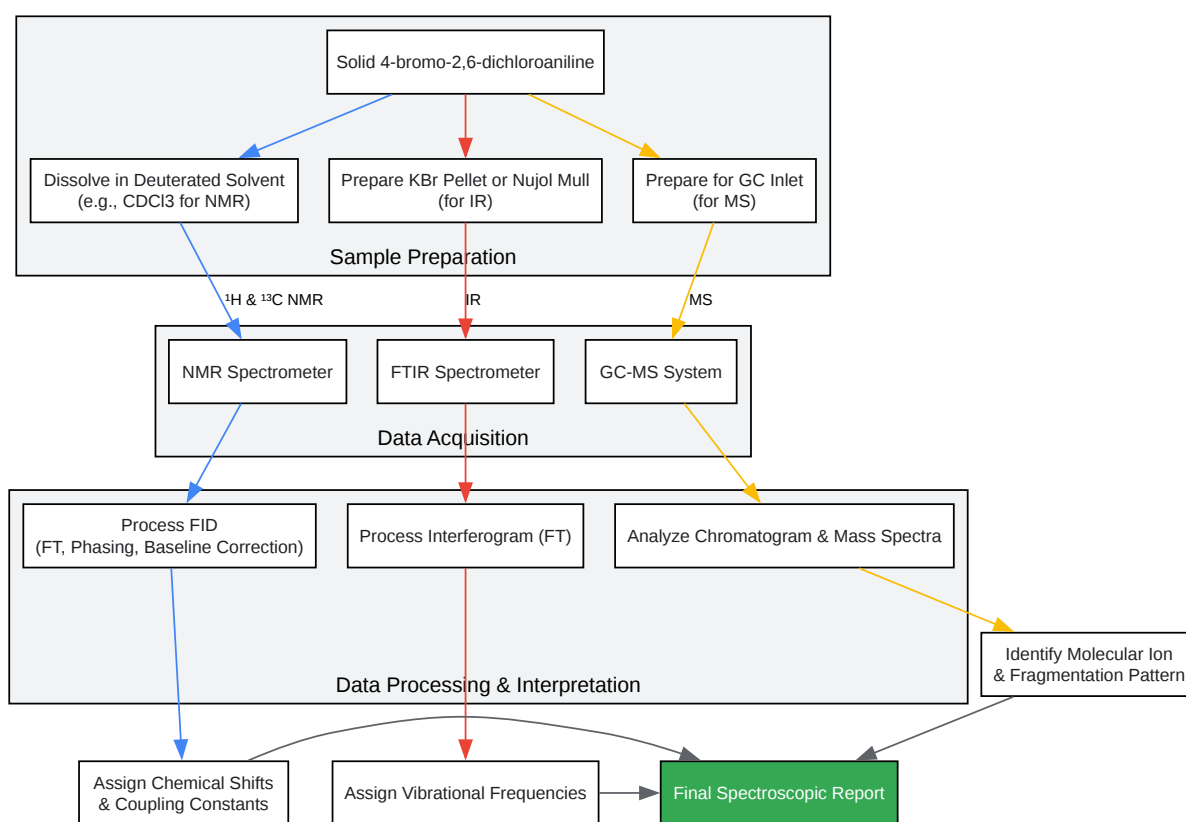 Solid 4-bromo-2,6-dichloroaniline
Dissolve in Deuterated Solvent
(e.g., CDCl3 for NMR)
Prepare KBr Pellet or Nujol Mull
(for IR)
Prepare for GC Inlet
(for MS)
Sample Preparation
¹H & ¹³C NMR
IR
MS
NMR Spectrometer
FTIR Spectrometer
GC-MS System
Data Acquisition
Process FID
(FT, Phasing, Baseline Correction)
Process Interferogram (FT)
Analyze Chromatogram & Mass Spectra
Identify Molecular Ion
& Fragmentation Pattern
Data Processing & Interpretation
Assign Chemical Shifts
& Coupling Constants
Assign Vibrational Frequencies
Final Spectroscopic Report